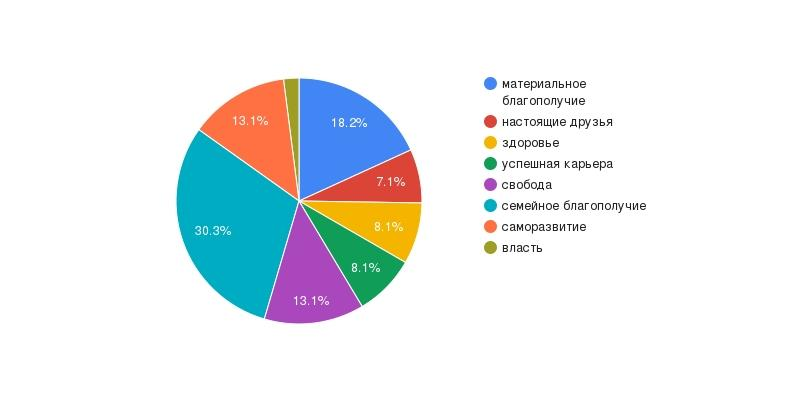 18.2%
7.1%
8.1%
8.1%
13.1%
30.3%
13.1%
материальное
благополучие
настоящие друзья
здоровье
успешная карьера
свобода
семейное благополучие
саморазвитие
власть